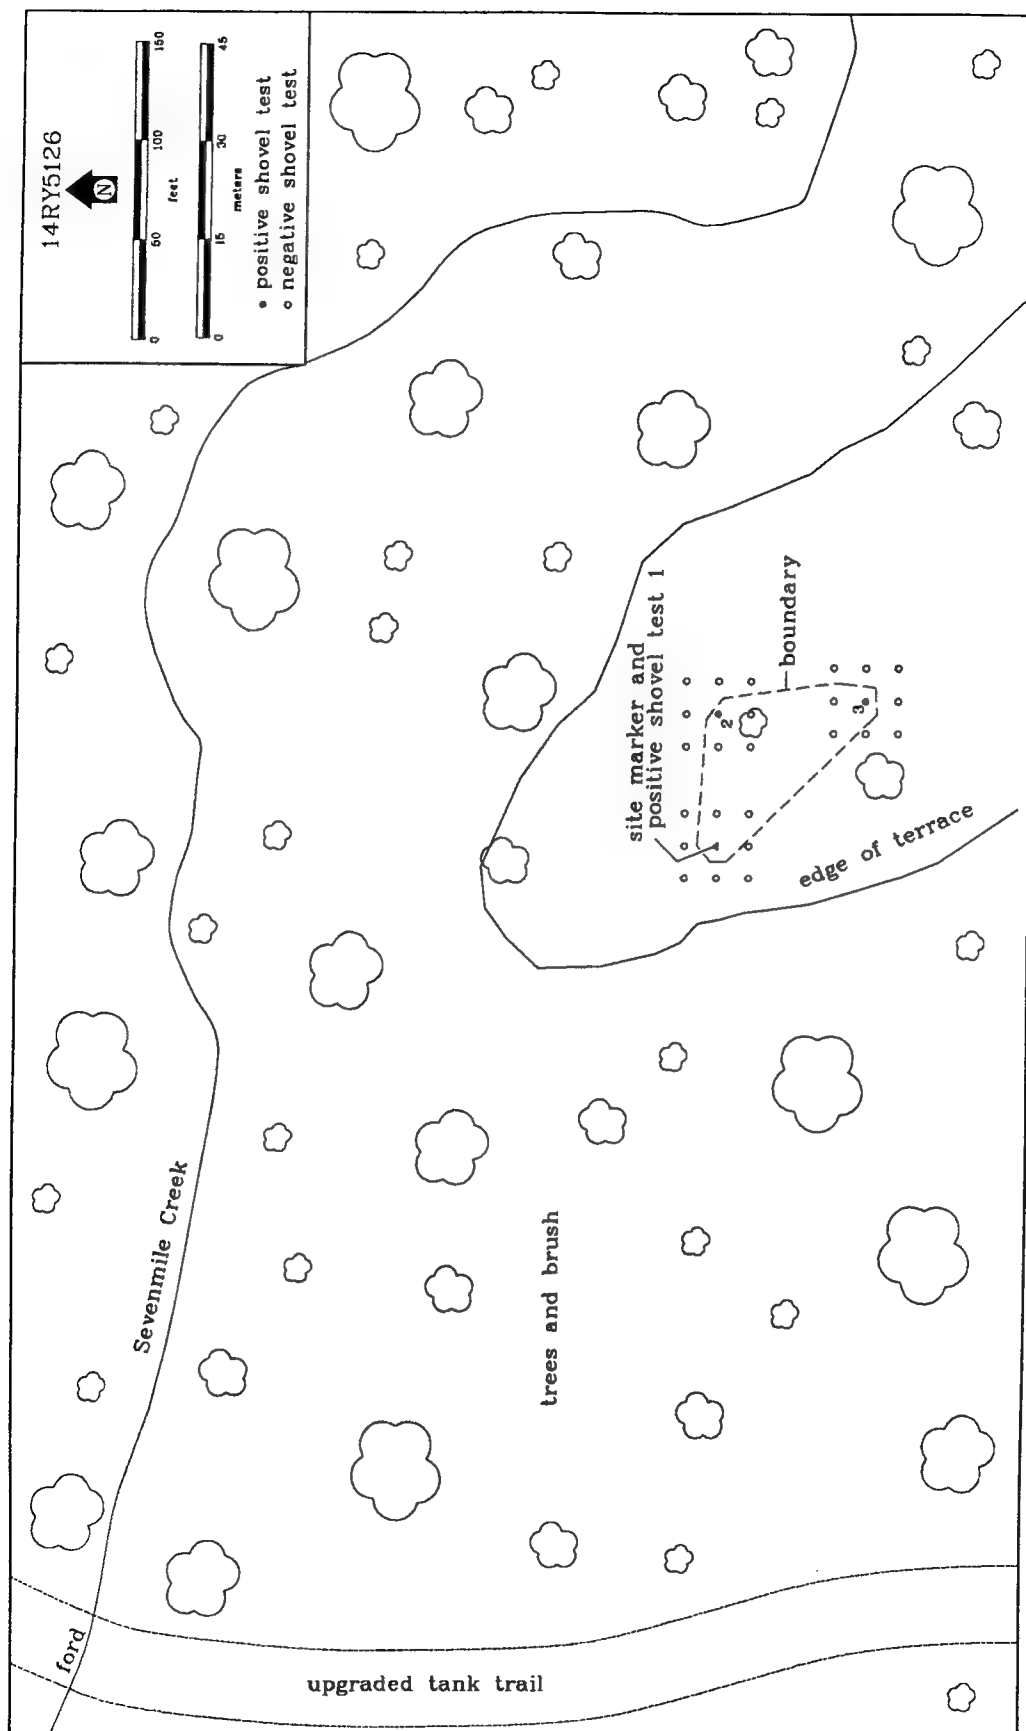 14RY5126
N
0 50 100 150
feet
0 15 30 45
meters
positive shovel test
negative shovel test
Sevenmile Creek
ford
upgraded tank trail
trees and brush
site marker and
positive shovel test 1
2
3
boundary
edge of terrace